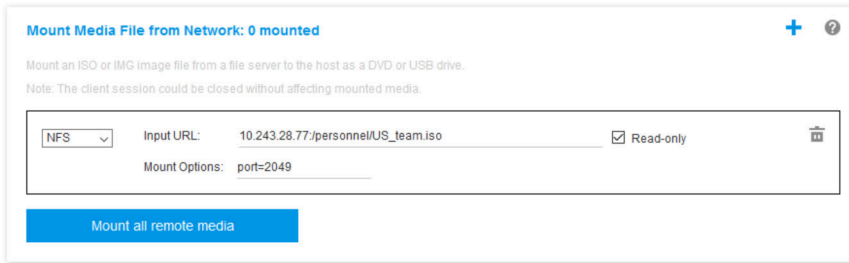 Mount Media File from Network: 0 mounted
Mount an ISO or IMG image file from a file server to the host as a DVD or USB drive.
Note: The client session could be closed without affecting mounted media.
NFS Input URL: 10.243.28.77:/personnel/US_team.iso Read-only
Mount Options: port=2049
Mount all remote media